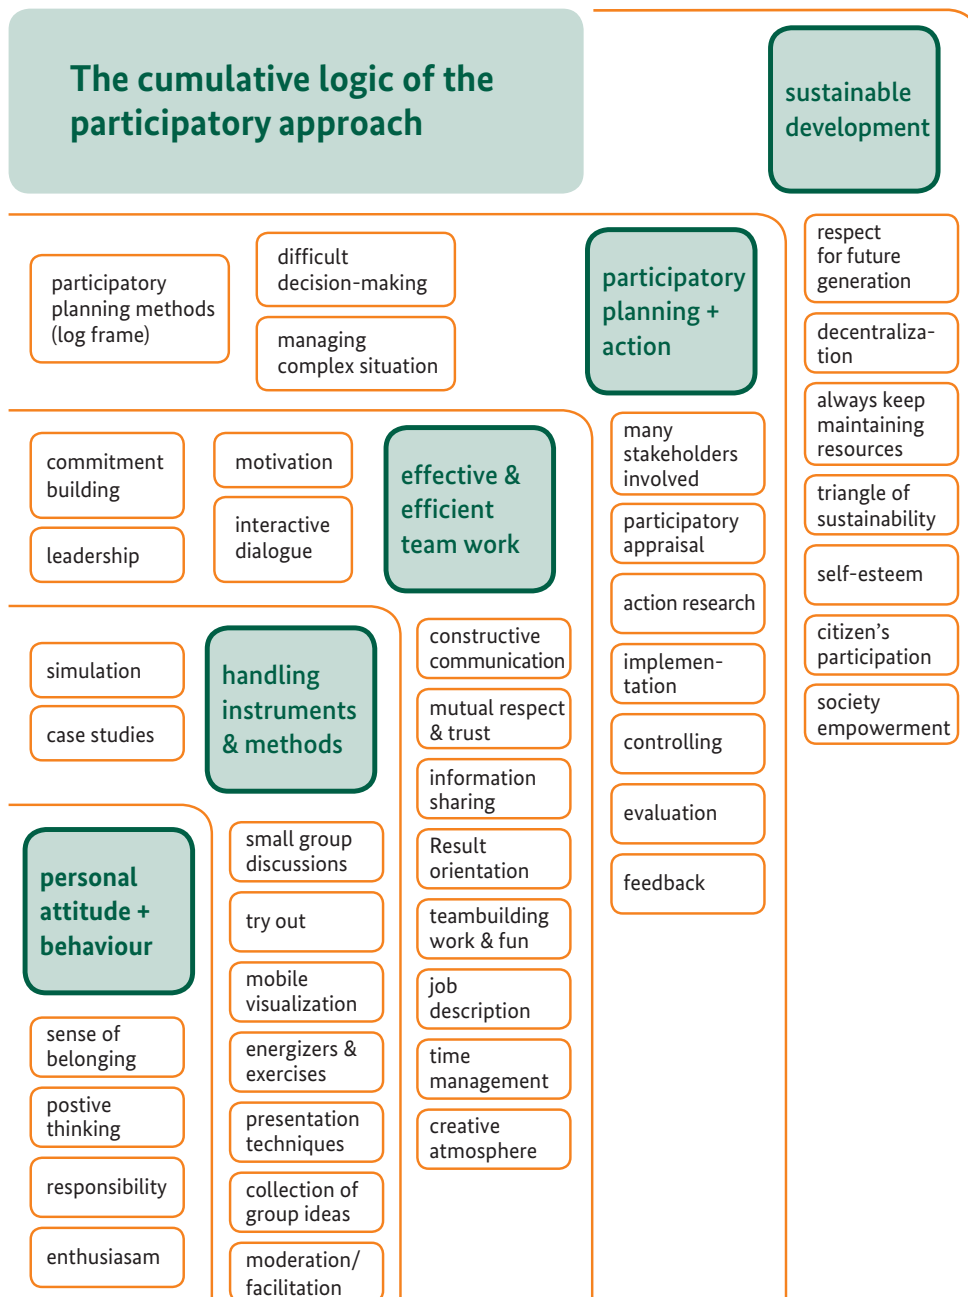 The cumulative logic of the
participatory approach
sustainable
development
respect
for future
generation
decentraliza-
tion
always keep
maintaining
resources
triangle of
sustainability
self-esteem
citizen's
participation
society
empowerment
participatory
planning methods
(log frame)
difficult
decision-making
managing
complex situation
participatory
planning +
action
many
stakeholders
involved
participatory
appraisal
action research
implemen-
tation
controlling
evaluation
feedback
commitment
building
leadership
motivation
interactive
dialogue
effective &
efficient
team work
constructive
communication
mutual respect
& trust
information
sharing
Result
orientation
teambuilding
work & fun
job
description
time
management
creative
atmosphere
simulation
case studies
handling
instruments
& methods
small group
discussions
try out
mobile
visualization
energizers &
exercises
presentation
techniques
collection of
group ideas
moderation/
facilitation
personal
attitude +
behaviour
sense of
belonging
postive
thinking
responsibility
enthusiasam